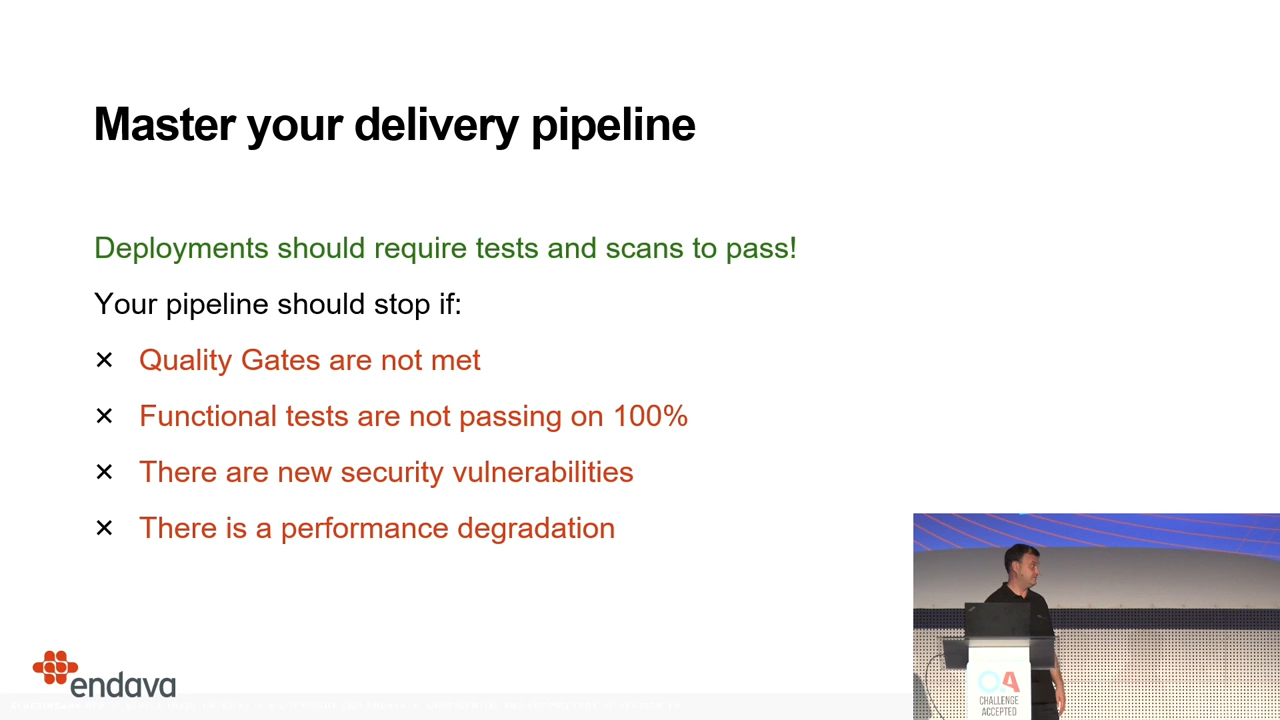 Master your delivery pipeline
Deployments should require tests and scans to pass!
Your pipeline should stop if:
✕ Quality Gates are not met
✕ Functional tests are not passing on 100%
✕ There are new security vulnerabilities
✕ There is a performance degradation
endava
QA
CHALLENGE
ACCEPTED